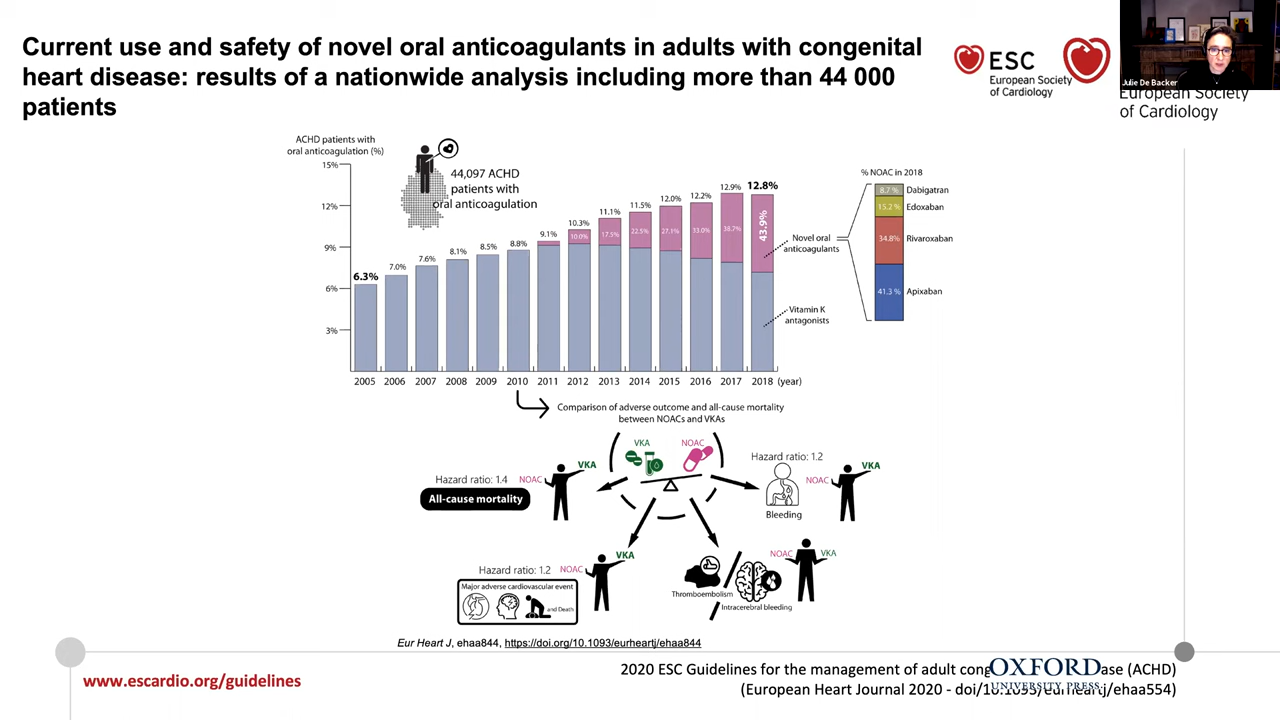 Current use and safety of novel oral anticoagulants in adults with congenital
heart disease: results of a nationwide analysis including more than 44 000
patients
ESC
European Society
of Cardiology
Julie De Backer
European Society
of Cardiology
ACHD patients with
oral anticoagulation (%)
15%
12%
9%
6%
3%
44,097 ACHD
patients with
oral anticoagulation
6.3%
7.0%
7.6%
8.1%
8.5%
8.8%
9.1%
10.3%
11.1%
11.5%
12.0%
12.2%
12.9%
12.8%
10.0%
17.5%
22.5%
27.1%
33.0%
38.7%
43.9%
2005 2006 2007 2008 2009 2010 2011 2012 2013 2014 2015 2016 2017 2018 (year)
Novel oral
anticoagulants
Vitamin K
antagonists
% NOAC in 2018
8.7 % Dabigatran
15.2 % Edoxaban
34.8% Rivaroxaban
41.3 % Apixaban
Comparison of adverse outcome and all-cause mortality
between NOACs and VKAs
VKA NOAC
Hazard ratio: 1.4 NOAC VKA
All-cause mortality
Hazard ratio: 1.2
NOAC VKA
Bleeding
Hazard ratio: 1.2 NOAC VKA
Major adverse cardiovascular event
and Death
NOAC VKA
Thromboembolism
Intracerebral bleeding
Eur Heart J, ehaa844, https://doi.org/10.1093/eurheartj/ehaa844
www.escardio.org/guidelines
2020 ESC Guidelines for the management of adult cong ase (ACHD)
(European Heart Journal 2020 - doi/10.1093/eurheartj/ehaa554)
OXFORD
UNIVERSITY PRESS